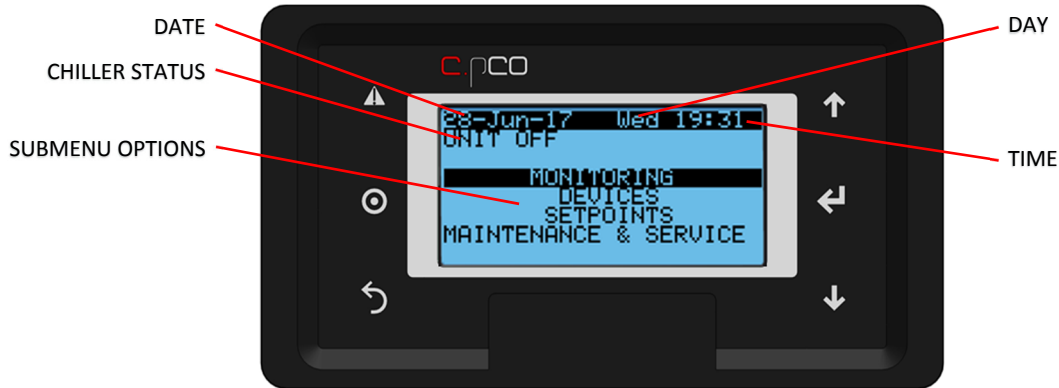 DATE
DAY
CHILLER STATUS
SUBMENU OPTIONS
TIME
c.pCO
28-Jun-17 Wed 19:31
UNIT OFF
MONITORING
DEVICES
SETPOINTS
MAINTENANCE & SERVICE